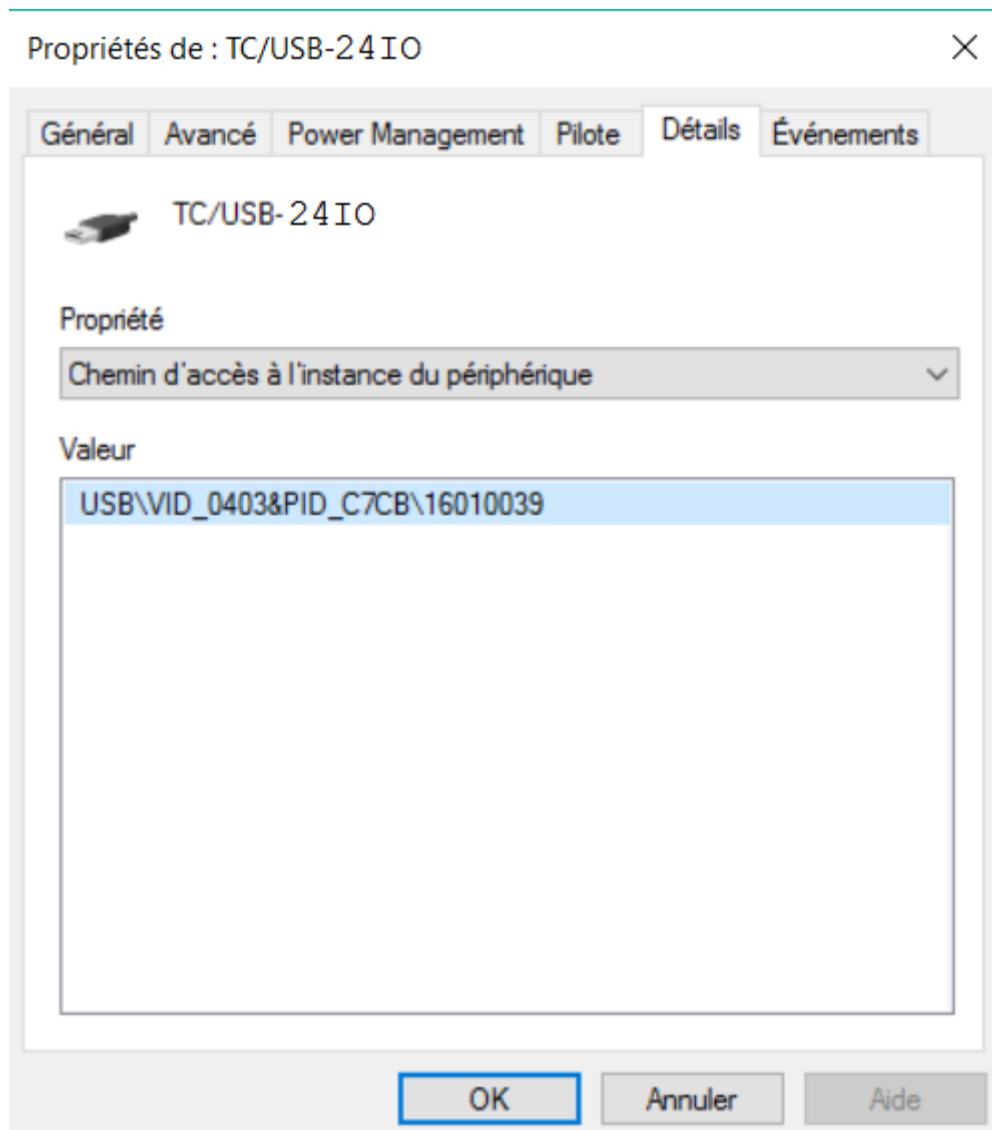 Propriétés de : TC/USB-24IO
Général Avancé Power Management Pilote Détails Événements
TC/USB-24IO
Propriété
Chemin d'accès à l'instance du périphérique
Valeur
USB\VID_0403&PID_C7CB\16010039
OK Annuler Aide